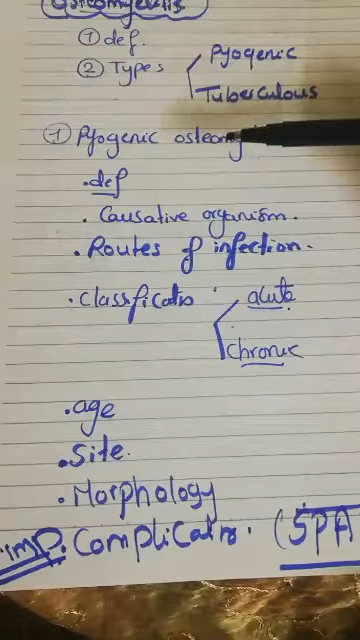 Osteomyelitis
① def.
② Types
Pyogenic
Tuberculous
① Pyogenic osteomy
. def
. Causative organism.
. Routes of infection.
. Classificatio
acute
chronic
. age
. Site.
. Morphology
imp. Complicatio. (SPA